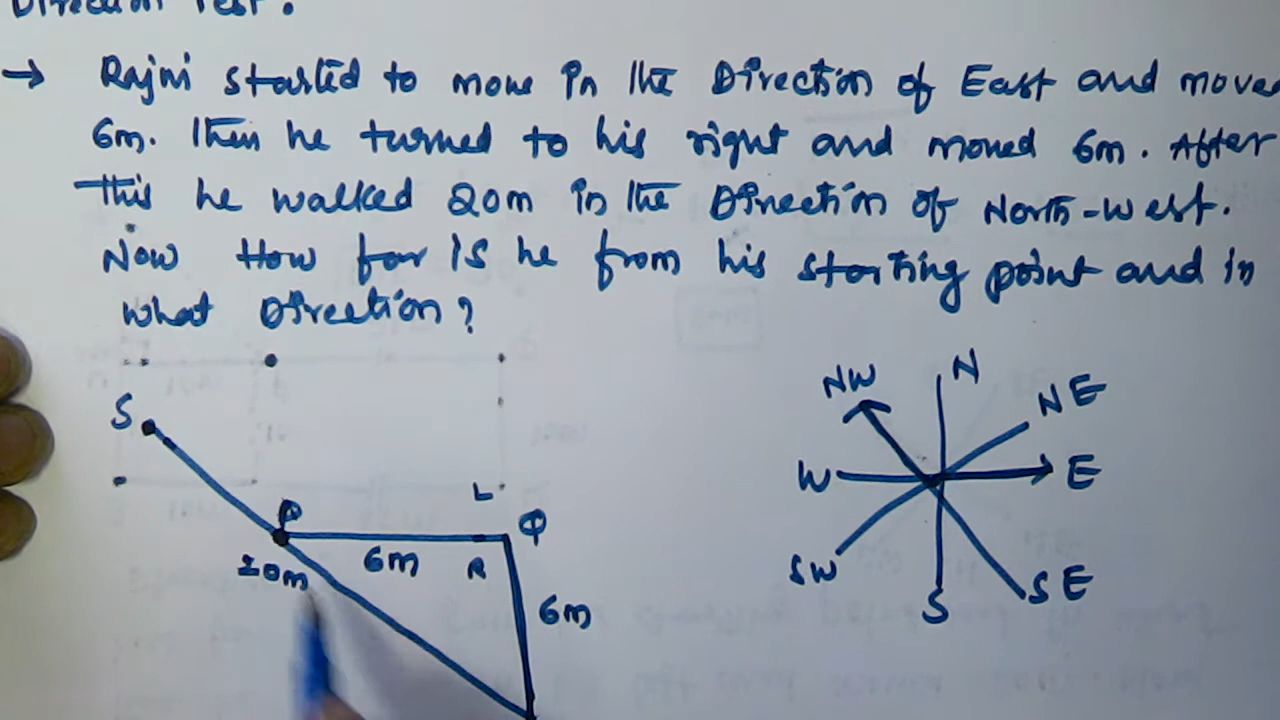 Direction Test.
→ Rajni started to move in the Direction of East and moves
6m. Then he turned to his right and moved 6m. After
this he walked 20m in the Direction of North-West.
Now How far is he from his starting point and in
what Direction?
NW N NE
S
W E
L
P Q
20m 6m R
SW SE
6m S